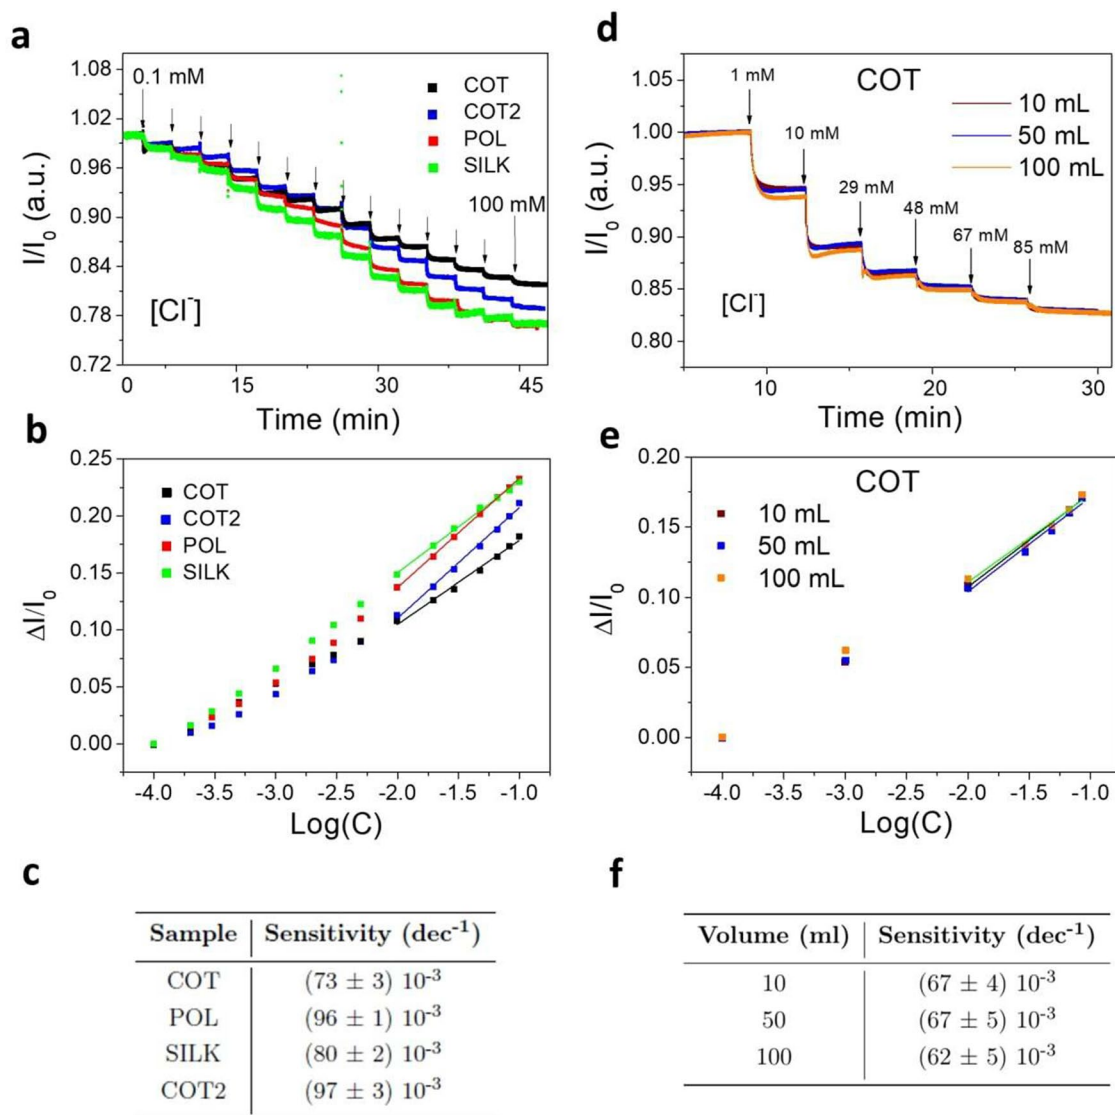 a
1.08
1.02
0.96
0.90
0.84
0.78
0.72
I/I0 (a.u.)
0.1 mM
COT
COT2
POL
SILK
100 mM
[Cl-]
0
15
30
45
Time (min)
d
1.05
1.00
0.95
0.90
0.85
0.80
I/I0 (a.u.)
COT
1 mM
10 mM
29 mM
48 mM
67 mM
85 mM
10 mL
50 mL
100 mL
[Cl-]
10
20
30
Time (min)
b
0.25
0.20
0.15
0.10
0.05
0.00
ΔI/I0
COT
COT2
POL
SILK
-4.0
-3.5
-3.0
-2.5
-2.0
-1.5
-1.0
Log(C)
e
0.20
0.15
0.10
0.05
0.00
ΔI/I0
COT
10 mL
50 mL
100 mL
-4.0
-3.5
-3.0
-2.5
-2.0
-1.5
-1.0
Log(C)
c
Sample Sensitivity (dec-1)
COT (73 ± 3) 10-3
POL (96 ± 1) 10-3
SILK (80 ± 2) 10-3
COT2 (97 ± 3) 10-3
f
Volume (ml) Sensitivity (dec-1)
10 (67 ± 4) 10-3
50 (67 ± 5) 10-3
100 (62 ± 5) 10-3